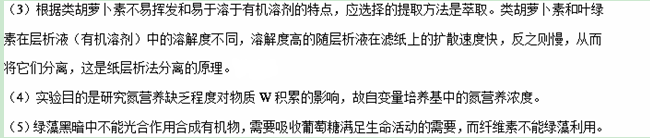 （3）根据类胡萝卜素不易挥发和易于溶于有机溶剂的特点，应选择的提取方法是萃取。类胡萝卜素和叶绿
素在层析液（有机溶剂）中的溶解度不同，溶解度高的随层析液在滤纸上的扩散速度快，反之则慢，从而
将它们分离，这是纸层析法分离的原理。
（4）实验目的是研究氮营养缺乏程度对物质 W 积累的影响，故自变量培养基中的氮营养浓度。
（5）绿藻黑暗中不能光合作用合成有机物，需要吸收葡萄糖满足生命活动的需要，而纤维素不能绿藻利用。